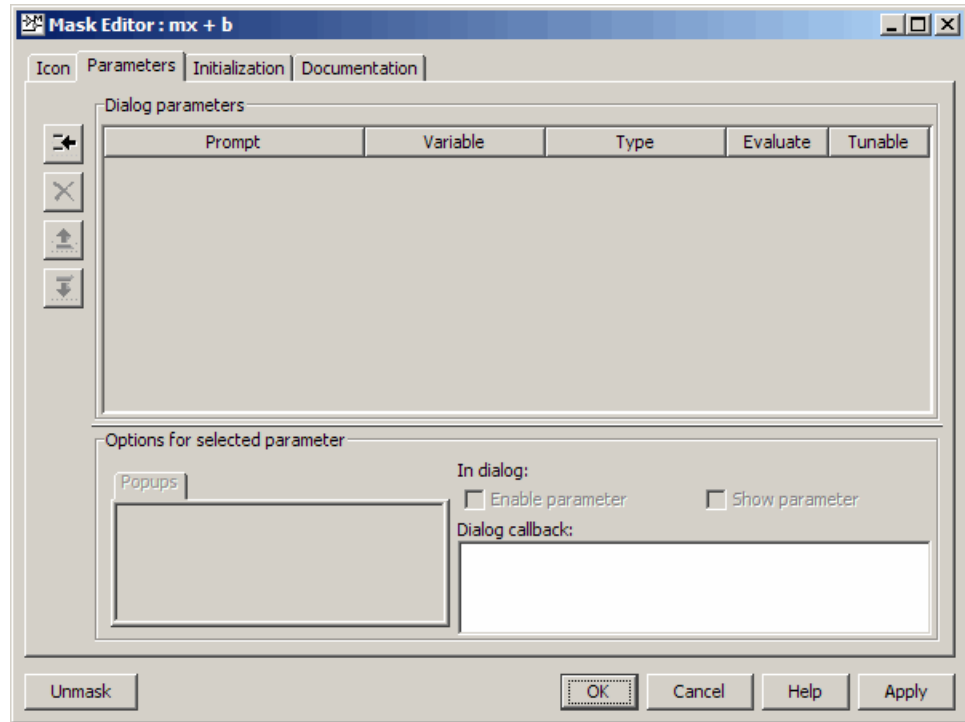 Mask Editor : mx + b
Icon Parameters Initialization Documentation
Dialog parameters
Prompt Variable Type Evaluate Tunable
Options for selected parameter
Popups
In dialog:
Enable parameter Show parameter
Dialog callback:
Unmask OK Cancel Help Apply